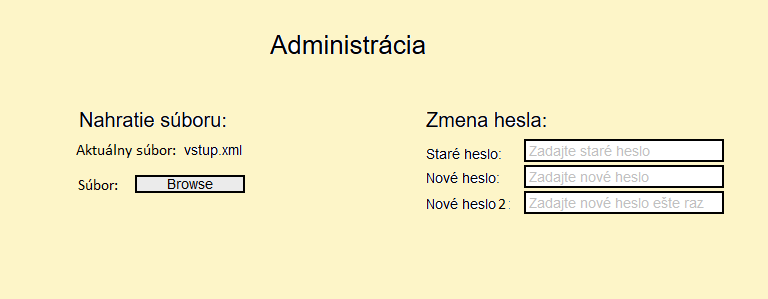 Administrácia
Nahratie súboru:
Aktuálny súbor: vstup.xml
Súbor:
Browse
Zmena hesla:
Staré heslo:
Zadajte staré heslo
Nové heslo:
Zadajte nové heslo
Nové heslo 2:
Zadajte nové heslo ešte raz